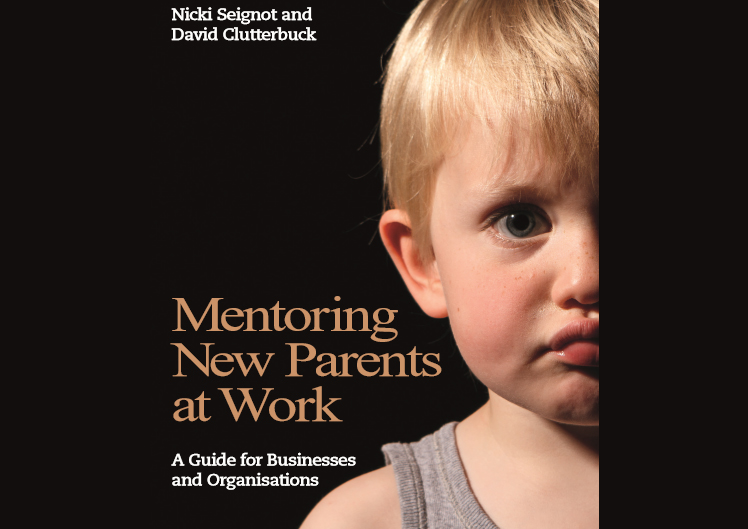 Nicki Seignot and
David Clutterbuck
Mentoring
New Parents
at Work
A Guide for Businesses
and Organisations